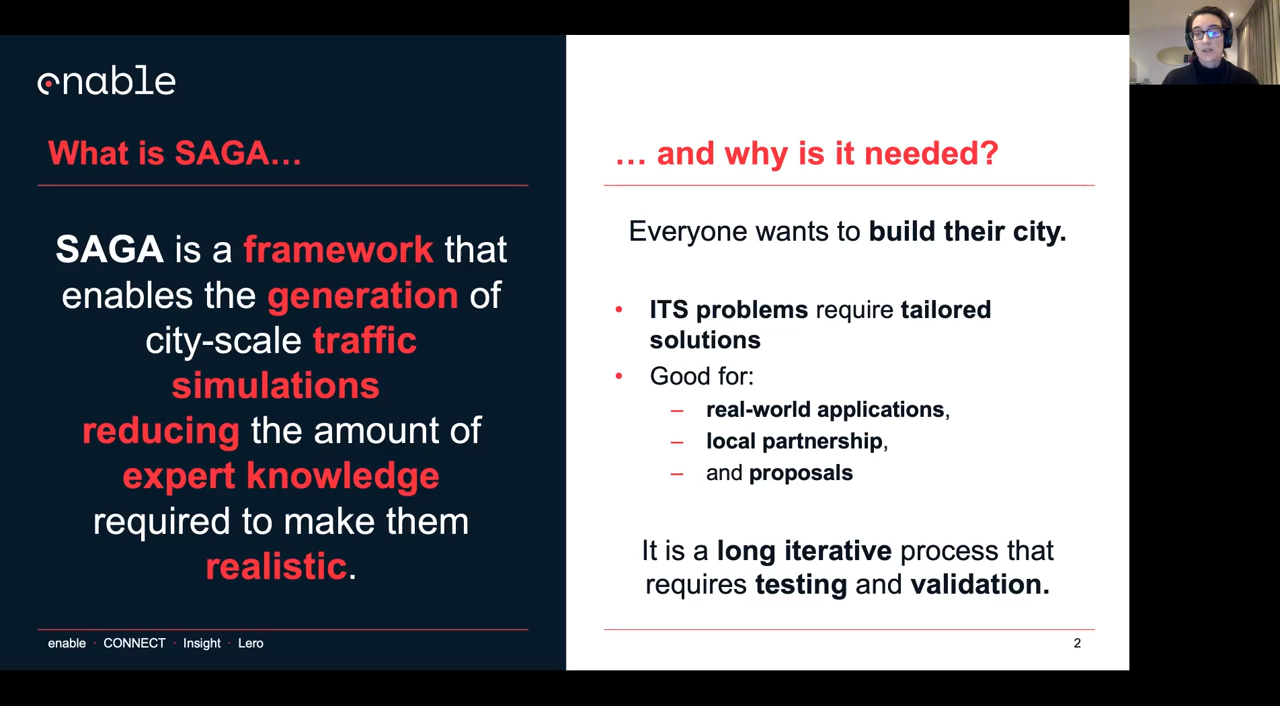 enable
What is SAGA…
SAGA is a framework that
enables the generation of
city-scale traffic
simulations
reducing the amount of
expert knowledge
required to make them
realistic.
enable · CONNECT · Insight · Lero
… and why is it needed?
Everyone wants to build their city.
• ITS problems require tailored
solutions
• Good for:
– real-world applications,
– local partnership,
– and proposals
It is a long iterative process that
requires testing and validation.
2